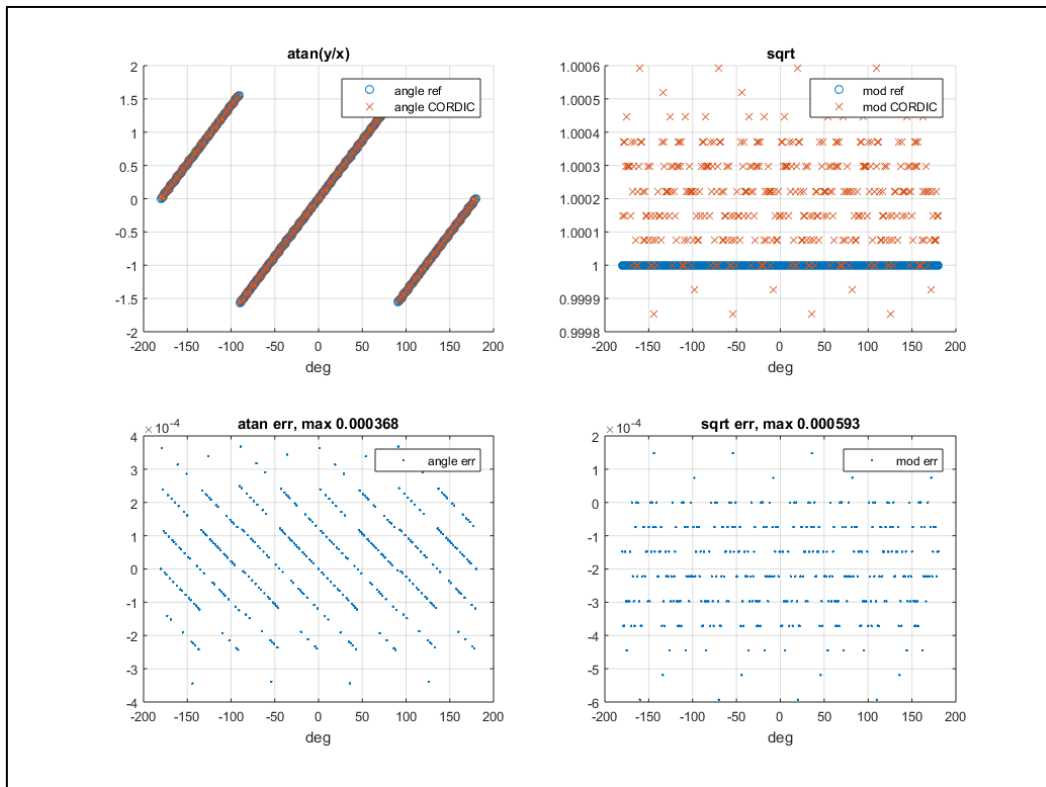 atan(y/x)
2
1.5
1
0.5
0
-0.5
-1
-1.5
-2
-200 -150 -100 -50 0 50 100 150 200
deg
angle ref
angle CORDIC
sqrt
1.0006
1.0005
1.0004
1.0003
1.0002
1.0001
1
0.9999
0.9998
-200 -150 -100 -50 0 50 100 150 200
deg
mod ref
mod CORDIC
atan err, max 0.000368
×10-4
4
3
2
1
0
-1
-2
-3
-4
-200 -150 -100 -50 0 50 100 150 200
deg
angle err
sqrt err, max 0.000593
×10-4
2
1
0
-1
-2
-3
-4
-5
-6
-200 -150 -100 -50 0 50 100 150 200
deg
mod err